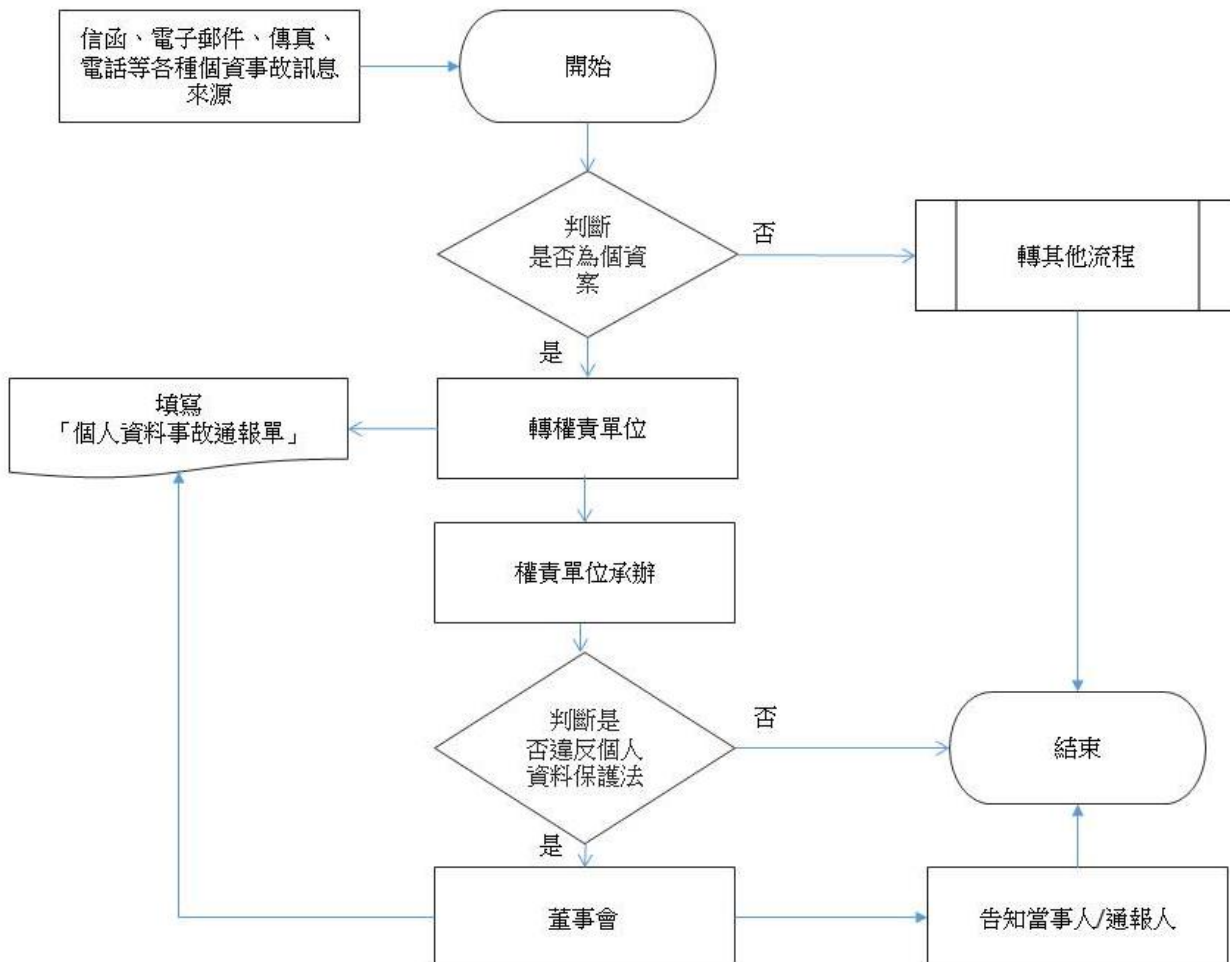 信函、電子郵件、傳真、
電話等各種個資事故訊息
來源
開始
判斷
是否為個資
案
否
轉其他流程
是
填寫
「個人資料事故通報單」
轉權責單位
權責單位承辦
判斷是
否違反個人
資料保護法
否
結束
是
董事會
告知當事人/通報人